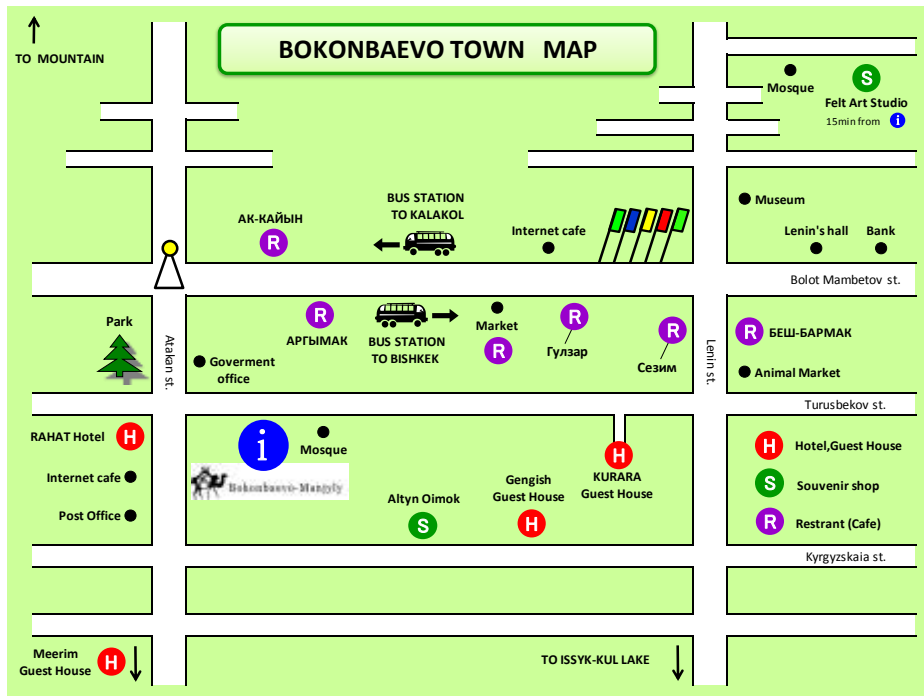 BOKONBAEVO TOWN MAP
TO MOUNTAIN
Mosque
S
Felt Art Studio
15min from i
Museum
BUS STATION
TO KALAKOL
АК-КАЙЫН
R
Internet cafe
Lenin's hall
Bank
Bolot Mambetov st.
Park
Atakan st.
R
АРГЫМАК
BUS STATION
TO BISHKEK
Market
R
R
Гулзар
R
Сезим
Lenin st.
R
БЕШ-БАРМАК
Goverment
office
Animal Market
Turusbekov st.
RAHAT Hotel
H
Internet cafe
Post Office
i
Mosque
Bokonbaevo-Manjyly
Altyn Oimok
S
Gengish
Guest House
H
H
KURARA
Guest House
H
Hotel,Guest House
S
Souvenir shop
R
Restrant (Cafe)
Kyrgyzskaia st.
Meerim
Guest House
H
TO ISSYK-KUL LAKE